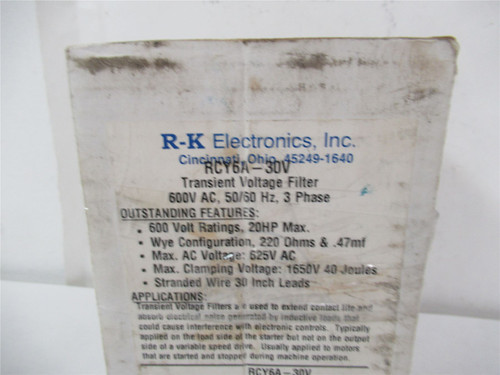 R-K Electronics, Inc.
Cincinnati, Ohio 45249-1640
RCY6A-30V
Transient Voltage Filter
600V AC, 50/60 Hz, 3 Phase
OUTSTANDING FEATURES:
• 600 Volt Ratings, 20HP Max.
• Wye Configuration, 220 Ohms & .47mf
• Max. AC Voltage: 625V AC
• Max. Clamping Voltage: 1650V 40 Joules
• Stranded Wire 30 Inch Leads
APPLICATIONS:
Transient Voltage Filters are used to extend contact life and
absorb electrical noise generated by inductive loads that
could cause interference with electronic controls. Typically
applied on the load side of the starter but not on the output
side of a variable speed drive. Usually applied to motors
that are started and stopped during machine operation.
RCY6A-30V